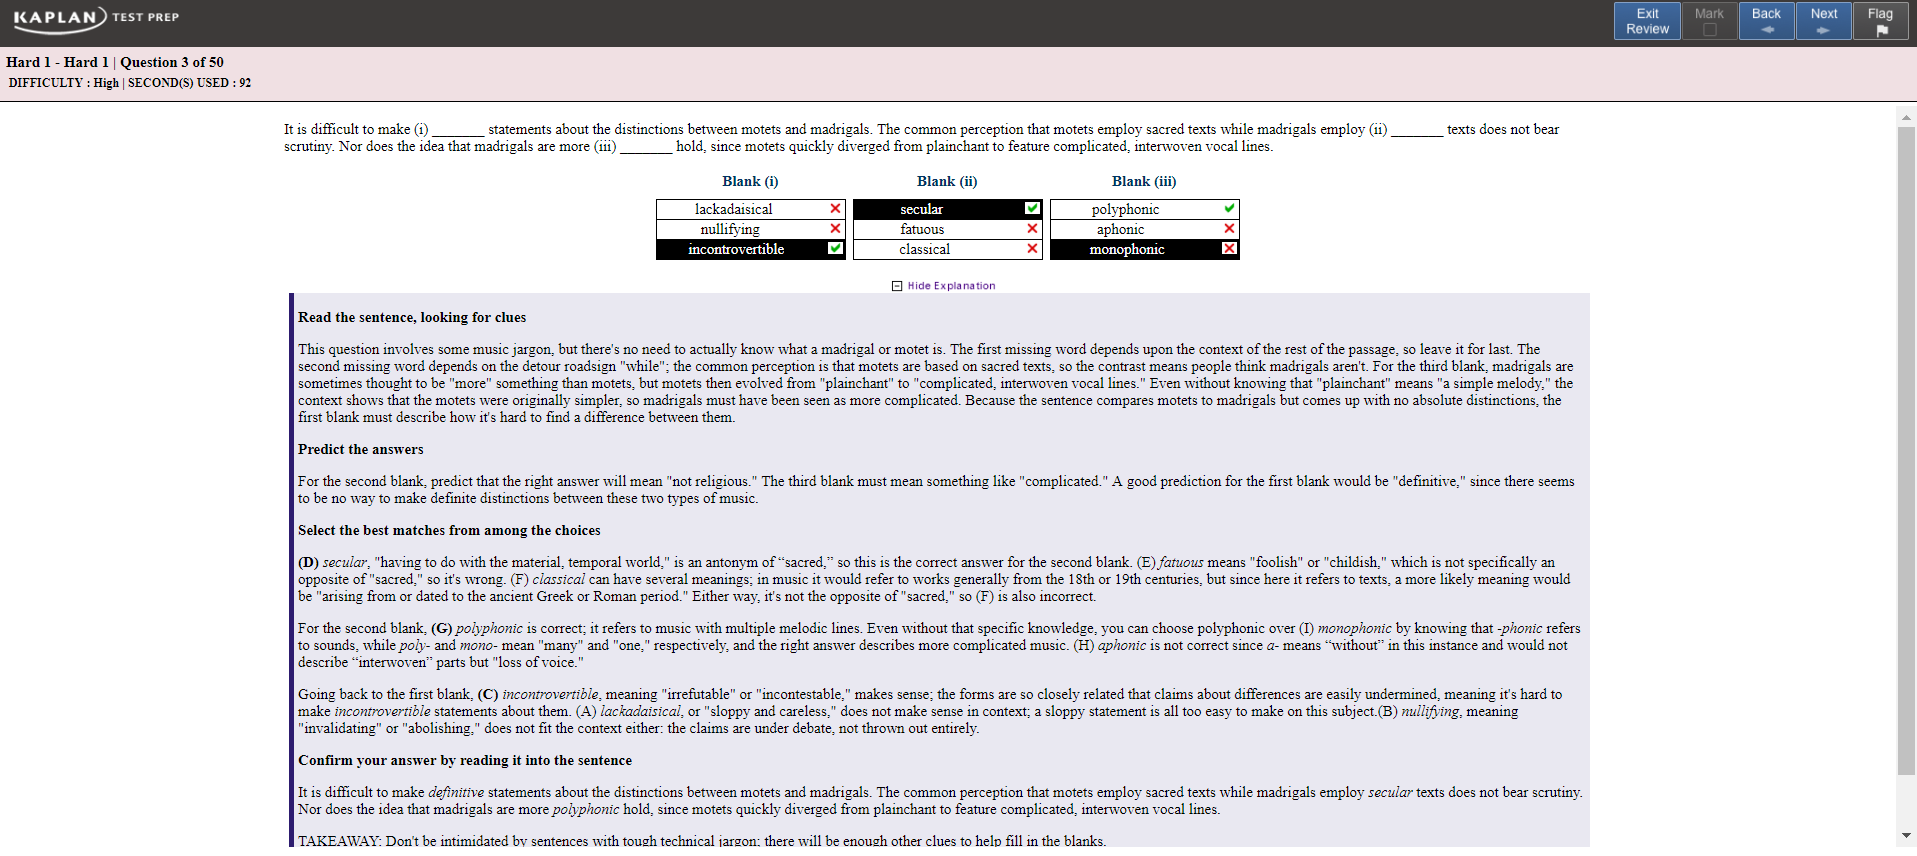 KAPLAN TEST PREP
Exit Review
Mark
Back
Next
Flag
Hard 1 - Hard 1 | Question 3 of 50
DIFFICULTY : High | SECOND(S) USED : 92
It is difficult to make (i) _______ statements about the distinctions between motets and madrigals. The common perception that motets employ sacred texts while madrigals employ (ii) _______ texts does not bear
scrutiny. Nor does the idea that madrigals are more (iii) _______ hold, since motets quickly diverged from plainchant to feature complicated, interwoven vocal lines.
Blank (i) Blank (ii) Blank (iii)
lackadaisical secular polyphonic
nullifying fatuous aphonic
incontrovertible classical monophonic
Hide Explanation
Read the sentence, looking for clues
This question involves some music jargon, but there's no need to actually know what a madrigal or motet is. The first missing word depends upon the context of the rest of the passage, so leave it for last. The
second missing word depends on the detour roadsign "while"; the common perception is that motets are based on sacred texts, so the contrast means people think madrigals aren't. For the third blank, madrigals are
sometimes thought to be "more" something than motets, but motets then evolved from "plainchant" to "complicated, interwoven vocal lines." Even without knowing that "plainchant" means "a simple melody," the
context shows that the motets were originally simpler, so madrigals must have been seen as more complicated. Because the sentence compares motets to madrigals but comes up with no absolute distinctions, the
first blank must describe how it's hard to find a difference between them.
Predict the answers
For the second blank, predict that the right answer will mean "not religious." The third blank must mean something like "complicated." A good prediction for the first blank would be "definitive," since there seems
to be no way to make definite distinctions between these two types of music.
Select the best matches from among the choices
(D) secular, "having to do with the material, temporal world," is an antonym of “sacred,” so this is the correct answer for the second blank. (E) fatuous means "foolish" or "childish," which is not specifically an
opposite of "sacred," so it's wrong. (F) classical can have several meanings; in music it would refer to works generally from the 18th or 19th centuries, but since here it refers to texts, a more likely meaning would
be "arising from or dated to the ancient Greek or Roman period." Either way, it's not the opposite of "sacred," so (F) is also incorrect.
For the second blank, (G) polyphonic is correct; it refers to music with multiple melodic lines. Even without that specific knowledge, you can choose polyphonic over (I) monophonic by knowing that -phonic refers
to sounds, while poly- and mono- mean "many" and "one," respectively, and the right answer describes more complicated music. (H) aphonic is not correct since a- means “without” in this instance and would not
describe “interwoven” parts but "loss of voice."
Going back to the first blank, (C) incontrovertible, meaning "irrefutable" or "incontestable," makes sense; the forms are so closely related that claims about differences are easily undermined, meaning it's hard to
make incontrovertible statements about them. (A) lackadaisical, or "sloppy and careless," does not make sense in context; a sloppy statement is all too easy to make on this subject.(B) nullifying, meaning
"invalidating" or "abolishing," does not fit the context either: the claims are under debate, not thrown out entirely.
Confirm your answer by reading it into the sentence
It is difficult to make definitive statements about the distinctions between motets and madrigals. The common perception that motets employ sacred texts while madrigals employ secular texts does not bear scrutiny.
Nor does the idea that madrigals are more polyphonic hold, since motets quickly diverged from plainchant to feature complicated, interwoven vocal lines.
TAKEAWAY: Don't be intimidated by sentences with tough technical jargon; there will be enough other clues to help fill in the blanks.